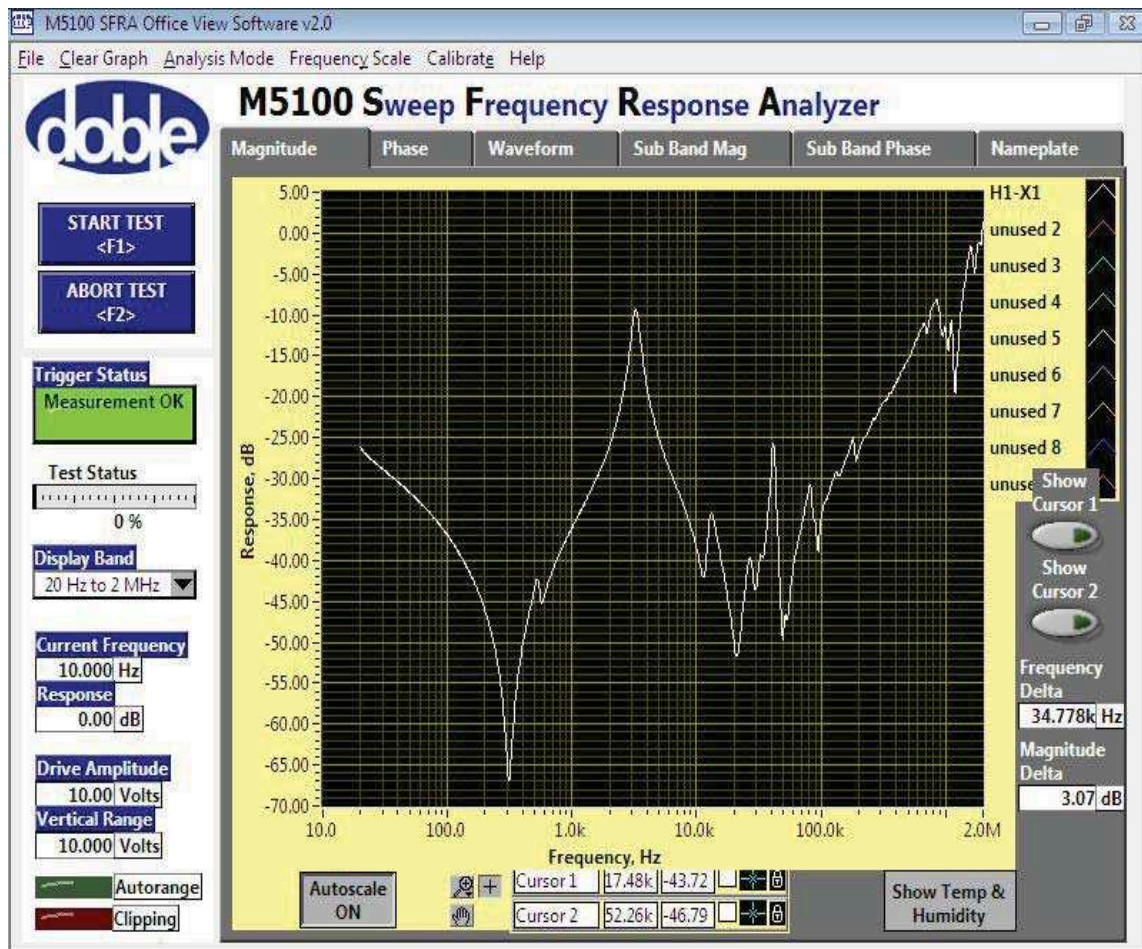 M5100 SFRA Office View Software v2.0
File Clear Graph Analysis Mode Frequency Scale Calibrate Help
doble
M5100 Sweep Frequency Response Analyzer
Magnitude Phase Waveform Sub Band Mag Sub Band Phase Nameplate
START TEST
<F1>
ABORT TEST
<F2>
Trigger Status
Measurement OK
Test Status
0 %
Display Band
20 Hz to 2 MHz
Current Frequency
10.000 Hz
Response
0.00 dB
Drive Amplitude
10.00 Volts
Vertical Range
10.000 Volts
Autorange
Clipping
Response, dB
5.00
0.00
-5.00
-10.00
-15.00
-20.00
-25.00
-30.00
-35.00
-40.00
-45.00
-50.00
-55.00
-60.00
-65.00
-70.00
10.0 100.0 1.0k 10.0k 100.0k 2.0M
Frequency, Hz
H1-X1
unused 2
unused 3
unused 4
unused 5
unused 6
unused 7
unused 8
Show
Cursor 1
Show
Cursor 2
Frequency
Delta
34.778k Hz
Magnitude
Delta
3.07 dB
Autoscale
ON
Cursor 1 17.48k -43.72
Cursor 2 52.26k -46.79
Show Temp &
Humidity